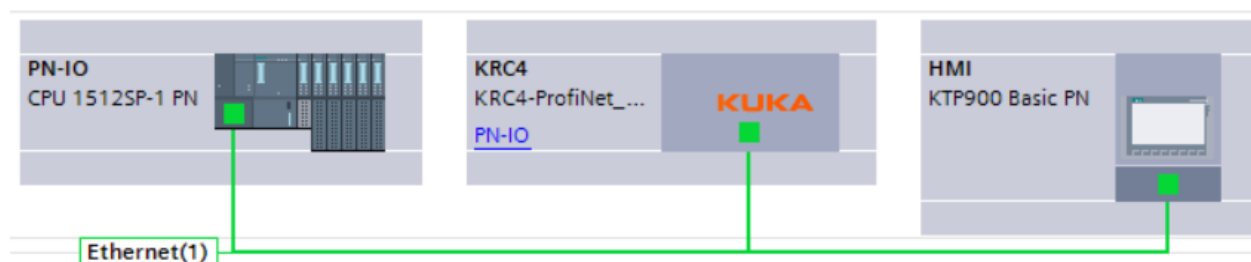 PN-IO
CPU 1512SP-1 PN
KRC4
KRC4-ProfiNet_...
PN-IO
KUKA
HMI
KTP900 Basic PN
Ethernet(1)